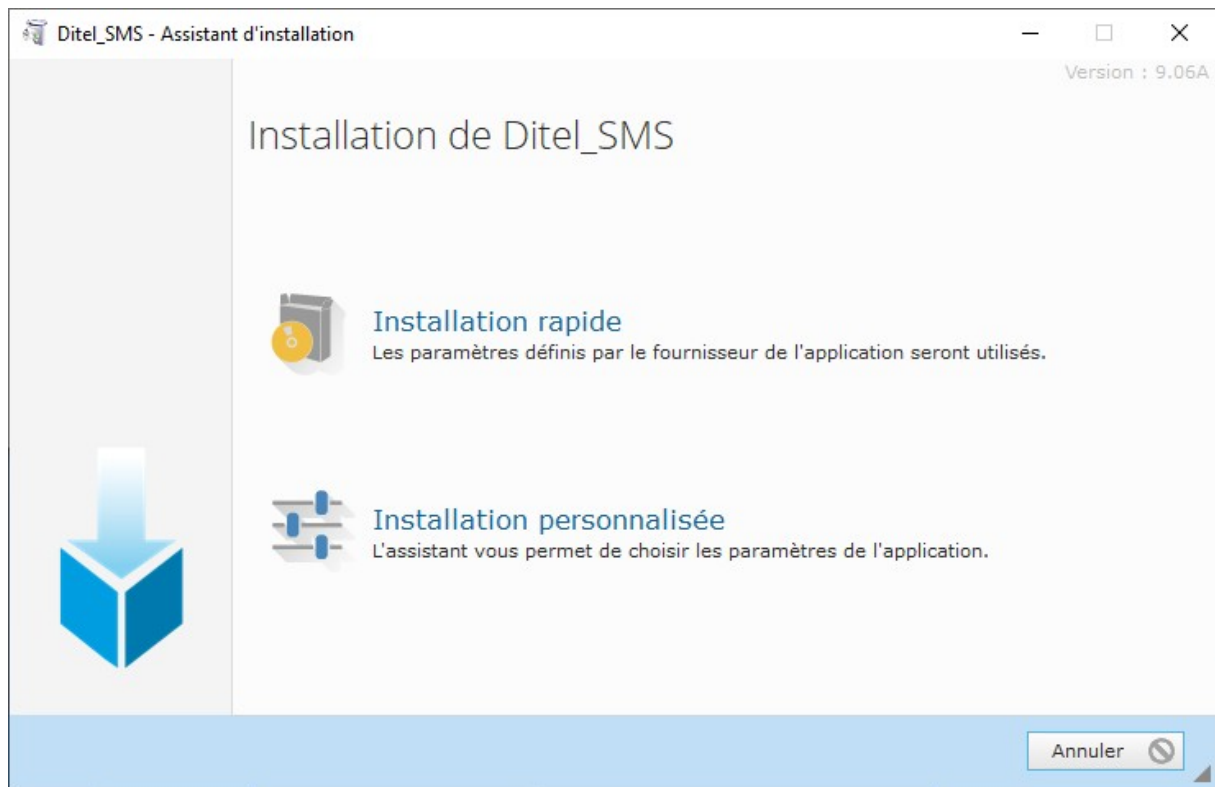 Ditel_SMS - Assistant d'installation
Version : 9.06A
Installation de Ditel_SMS
Installation rapide
Les paramètres définis par le fournisseur de l'application seront utilisés.
Installation personnalisée
L'assistant vous permet de choisir les paramètres de l'application.
Annuler